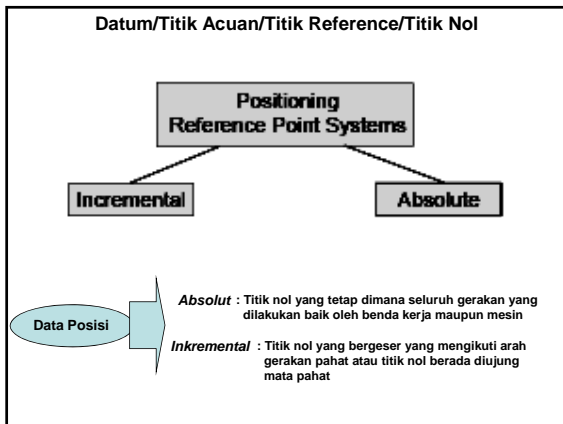 Datum/Titik Acuan/Titik Reference/Titik Nol
Positioning
Reference Point Systems
Incremental
Absolute
Data Posisi
Absolut : Titik nol yang tetap dimana seluruh gerakan yang
dilakukan baik oleh benda kerja maupun mesin
Inkremental : Titik nol yang bergeser yang mengikuti arah
gerakan pahat atau titik nol berada diujung
mata pahat